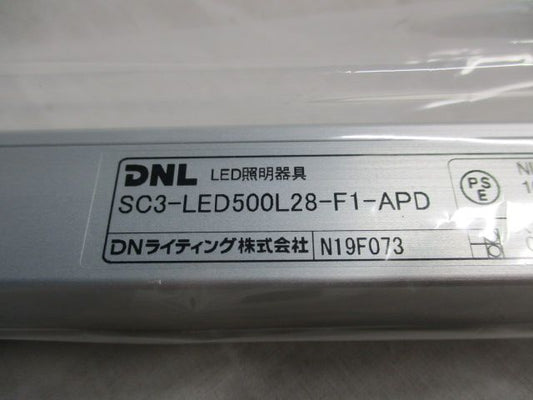 DNL LED照明器具
SC3-LED500L28-F1-APD
DNライティング株式会社 N19F073
PS
E